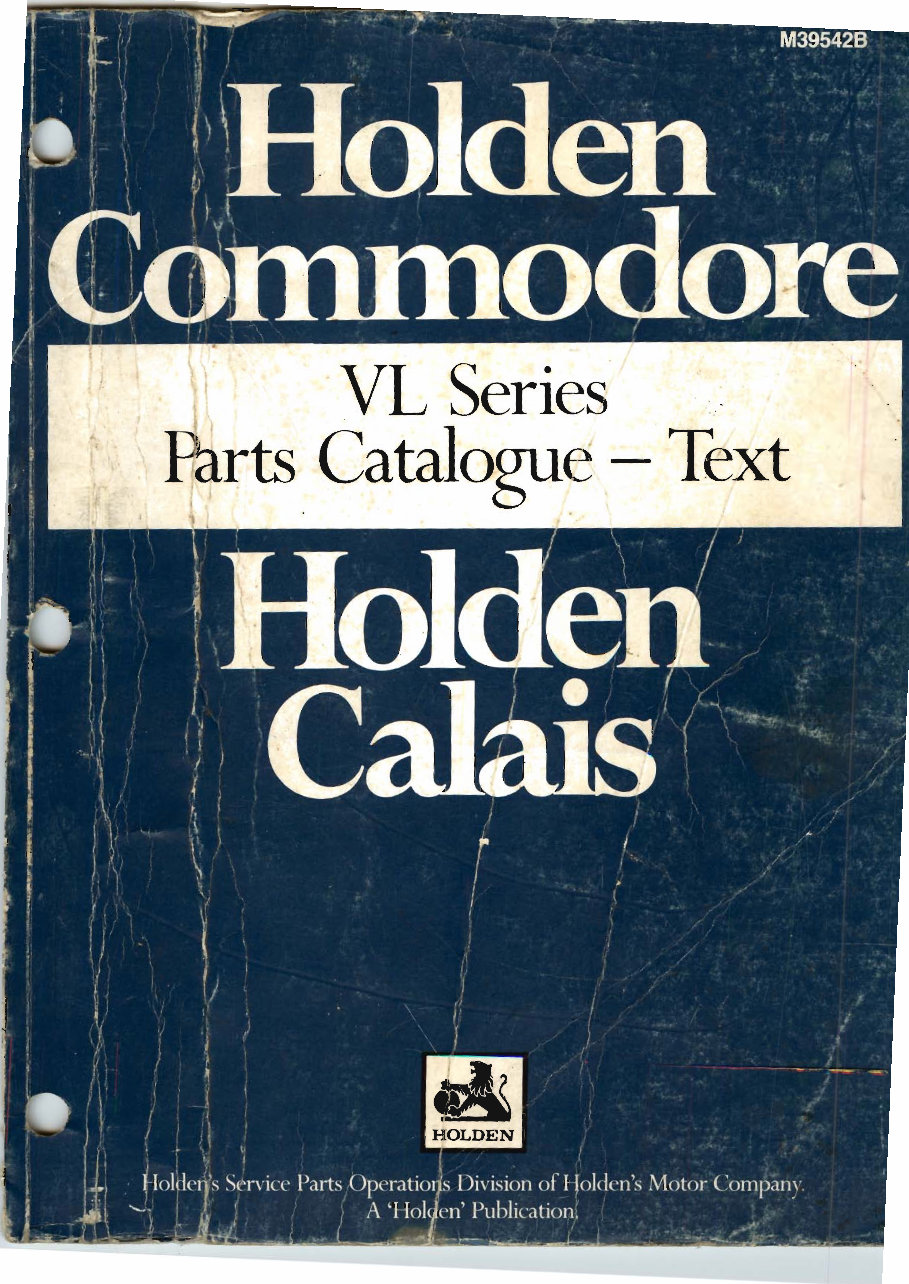 M39542B
Holden
Commodore
VL Series
Parts Catalogue – Text
Holden
Calais
HOLDEN
Holden's Service Parts Operations Division of Holden's Motor Company.
A 'Holden' Publication.